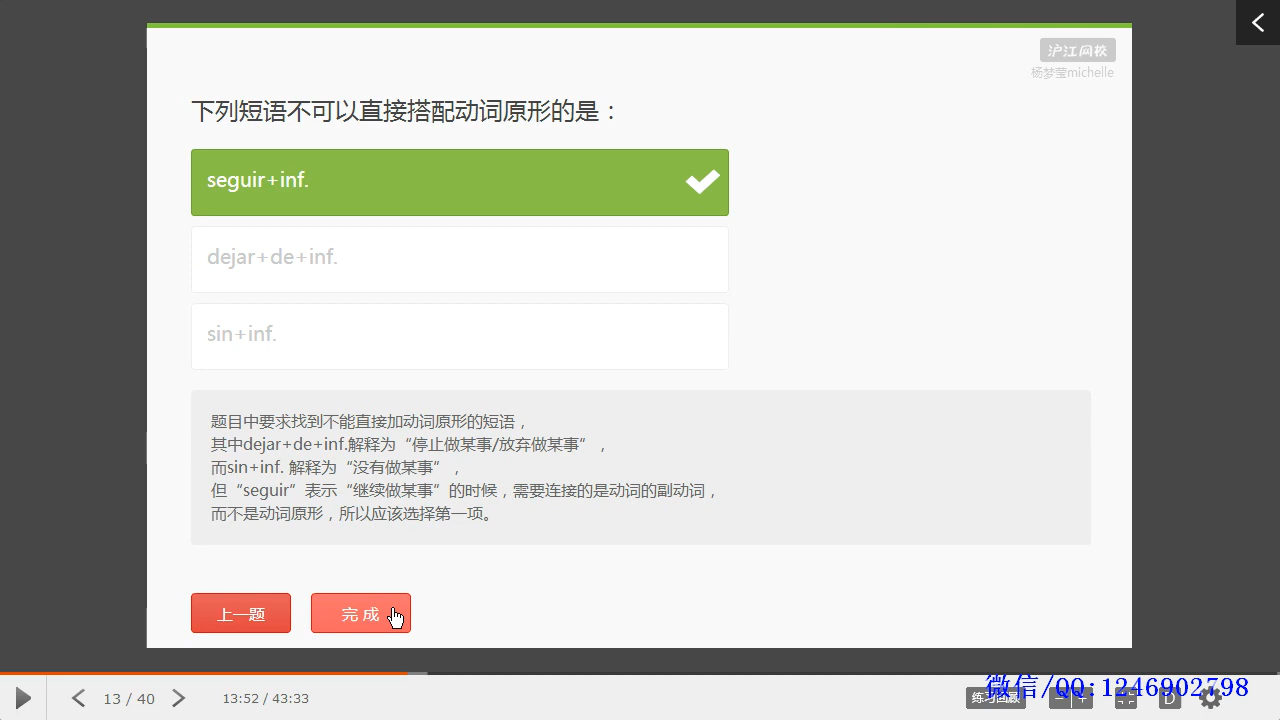 沪江网校
杨梦莹michelle
下列短语不可以直接搭配动词原形的是：
seguir+inf.
dejar+de+inf.
sin+inf.
题目中要求找到不能直接加动词原形的短语，
其中dejar+de+inf.解释为“停止做某事/放弃做某事”，
而sin+inf. 解释为“没有做某事”，
但“seguir”表示“继续做某事”的时候，需要连接的是动词的副动词，
而不是动词原形，所以应该选择第一项。
上一题 完 成
13 / 40 13:52 / 43:33 练习回顾 D
微信/QQ:1246902798